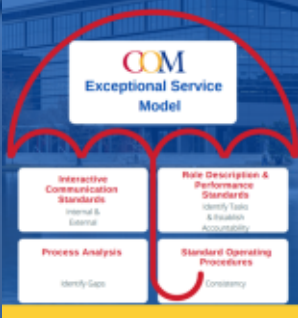 COM
Exceptional Service
Model
Interactive
Communication
Standards
Internal &
External
Role Description &
Performance
Standards
Identify Tasks
& Establish
Accountability
Process Analysis
Identify Gaps
Standard Operating
Procedures
Consistency